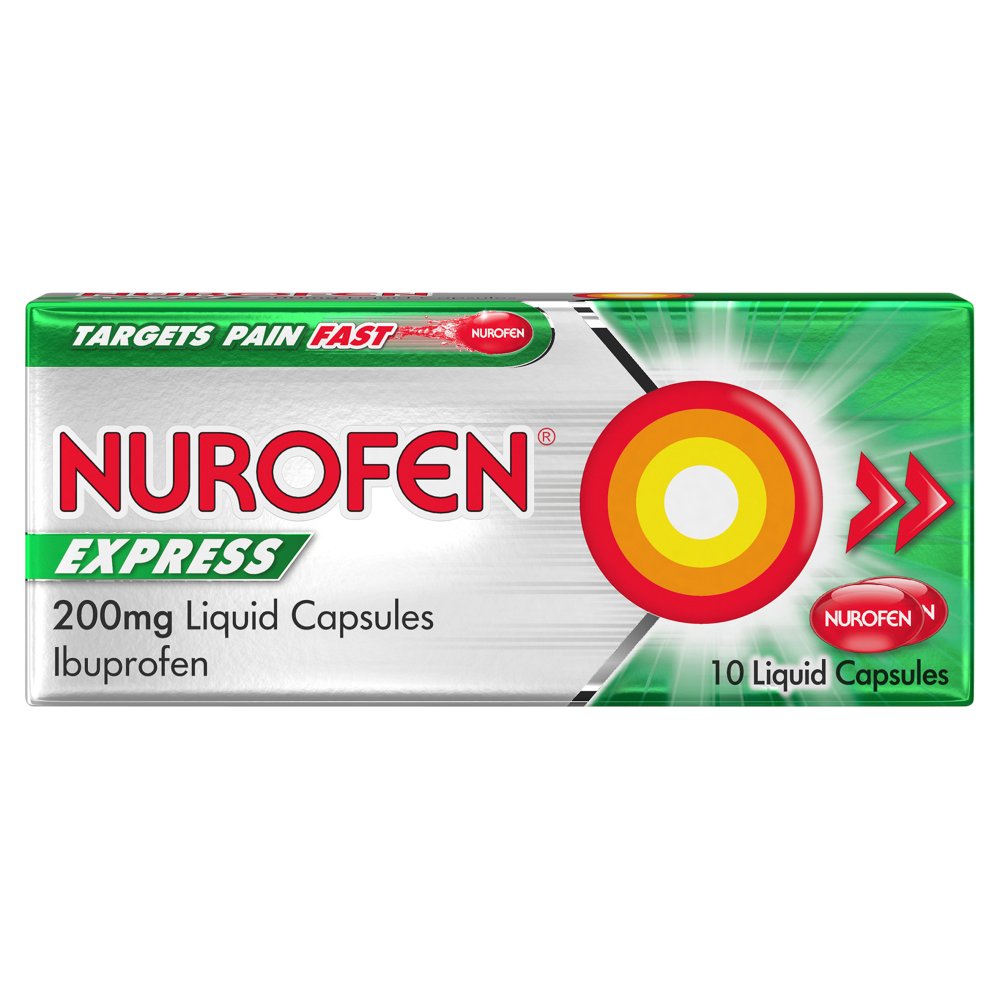 TARGETS PAIN FAST
NUROFEN
NUROFEN®
EXPRESS
200mg Liquid Capsules
Ibuprofen
NUROFEN
N
10 Liquid Capsules